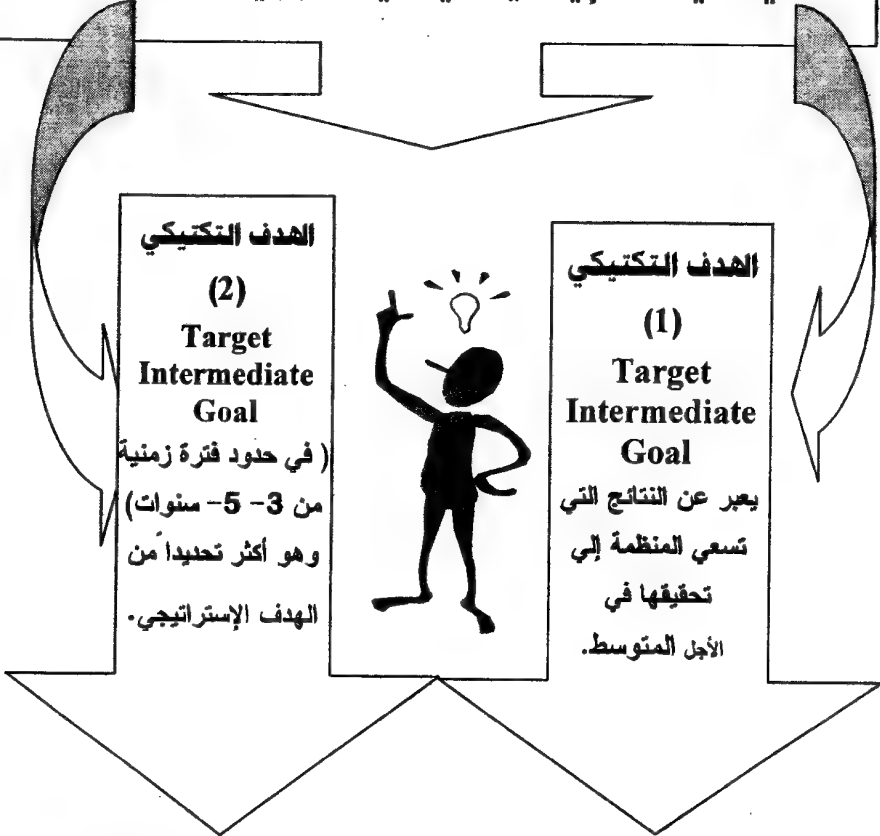 الهدف التكتيكي
(1)
Target
Intermediate
Goal
يعبر عن النتائج التي
تسعي المنظمة إلي
تحقيقها في
الأجل المتوسط.
الهدف التكتيكي
(2)
Target
Intermediate
Goal
( في حدود فترة زمنية
من 3- 5- سنوات)
وهو أكثر تحديداً من
الهدف الإستراتيجي.